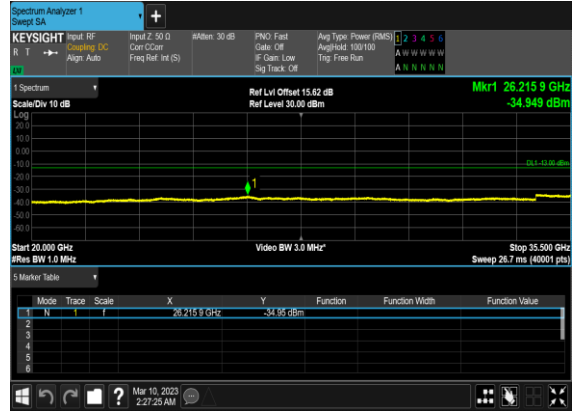 Spectrum Analyzer 1
Swept SA
KEYSIGHT
R T
LW
Input: RF
Coupling: DC
Align: Auto
Input Z: 50 Ω
Corr CCorr
Freq Ref: Int (S)
#Atten: 30 dB
PNO: Fast
Gate: Off
IF Gain: Low
Sig Track: Off
Avg Type: Power (RMS)
Avg|Hold: 100/100
Trig: Free Run
1 2 3 4 5 6
A W W W W W
A N N N N N
1 Spectrum
Scale/Div 10 dB
Ref Lvl Offset 15.62 dB
Ref Level 30.00 dBm
Mkr1 26.215 9 GHz
-34.949 dBm
Log
20.0
10.0
0.00
-10.0
-20.0
-30.0
-40.0
-50.0
-60.0
1
DL1 -13.00 dBm
Start 20.000 GHz
#Res BW 1.0 MHz
Video BW 3.0 MHz*
Stop 35.500 GHz
Sweep 26.7 ms (40001 pts)
5 Marker Table
Mode Trace Scale X Y Function Function Width Function Value
1 N 1 f 26.215 9 GHz -34.95 dBm
2
3
4
5
6
?
Mar 10, 2023
2:27:25 AM